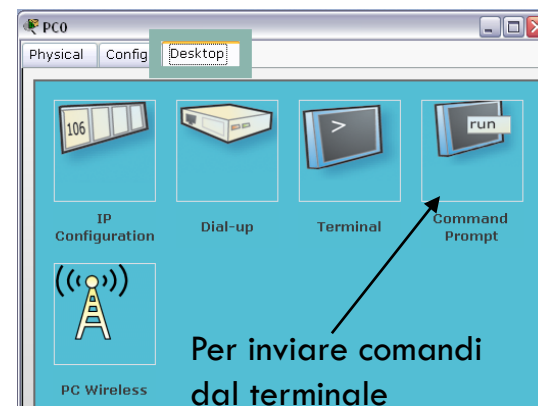 PC0
Physical Config Desktop
106
>
run
IP
Configuration
Dial-up
Terminal
Command
Prompt
PC Wireless
Per inviare comandi
dal terminale